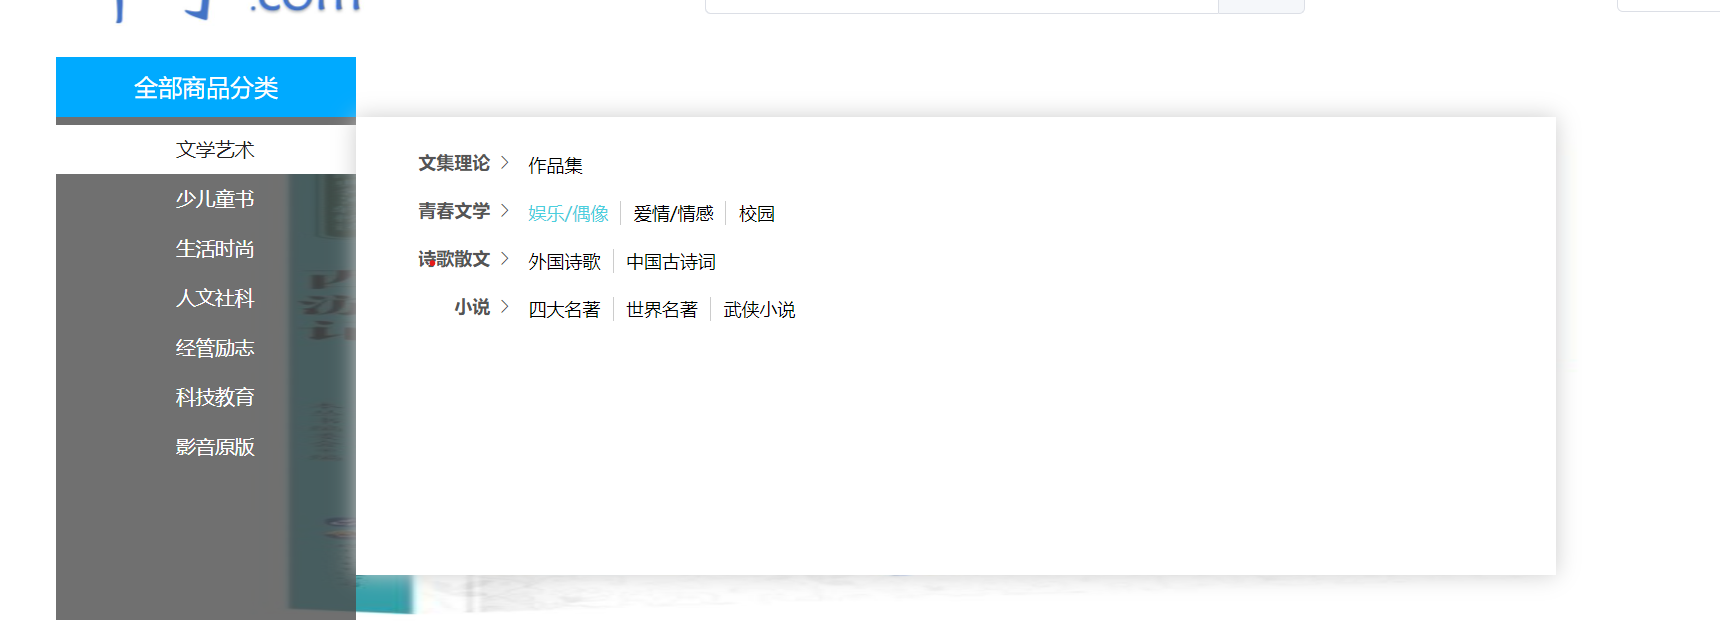 .com
全部商品分类
文学艺术
少儿童书
生活时尚
人文社科
经管励志
科技教育
影音原版
文集理论 作品集
青春文学 娱乐/偶像 爱情/情感 校园
诗歌散文 外国诗歌 中国古诗词
小说 四大名著 世界名著 武侠小说